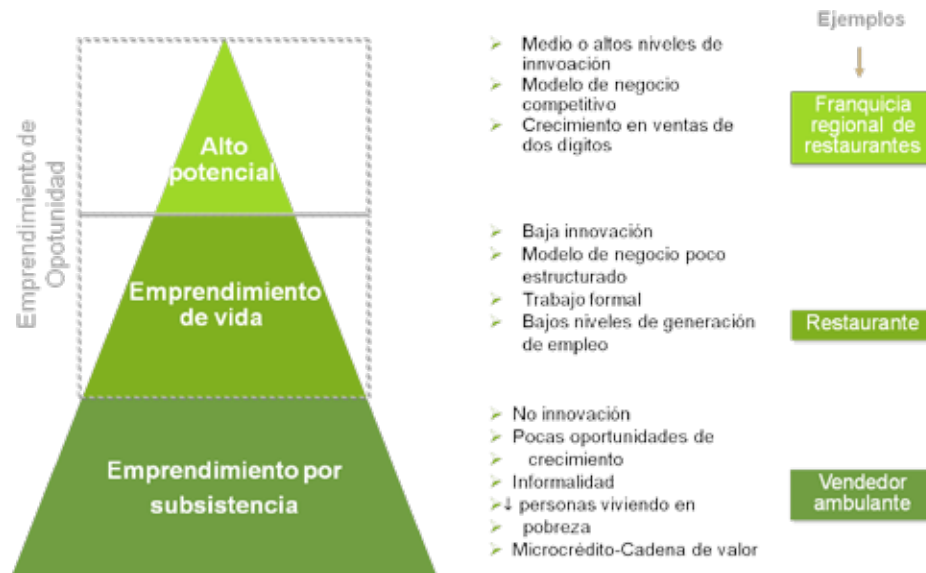 Emprendimiento de
Opotunidad
Alto
potencial
Emprendimiento
de vida
Emprendimiento por
subsistencia
Medio o altos niveles de
innvoación
Modelo de negocio
competitivo
Crecimiento en ventas de
dos dígitos
Baja innovación
Modelo de negocio poco
estructurado
Trabajo formal
Bajos niveles de generación
de empleo
No innovación
Pocas oportunidades de
crecimiento
Informalidad
↓ personas viviendo en
pobreza
Microcrédito-Cadena de valor
Ejemplos
Franquicia
regional de
restaurantes
Restaurante
Vendedor
ambulante